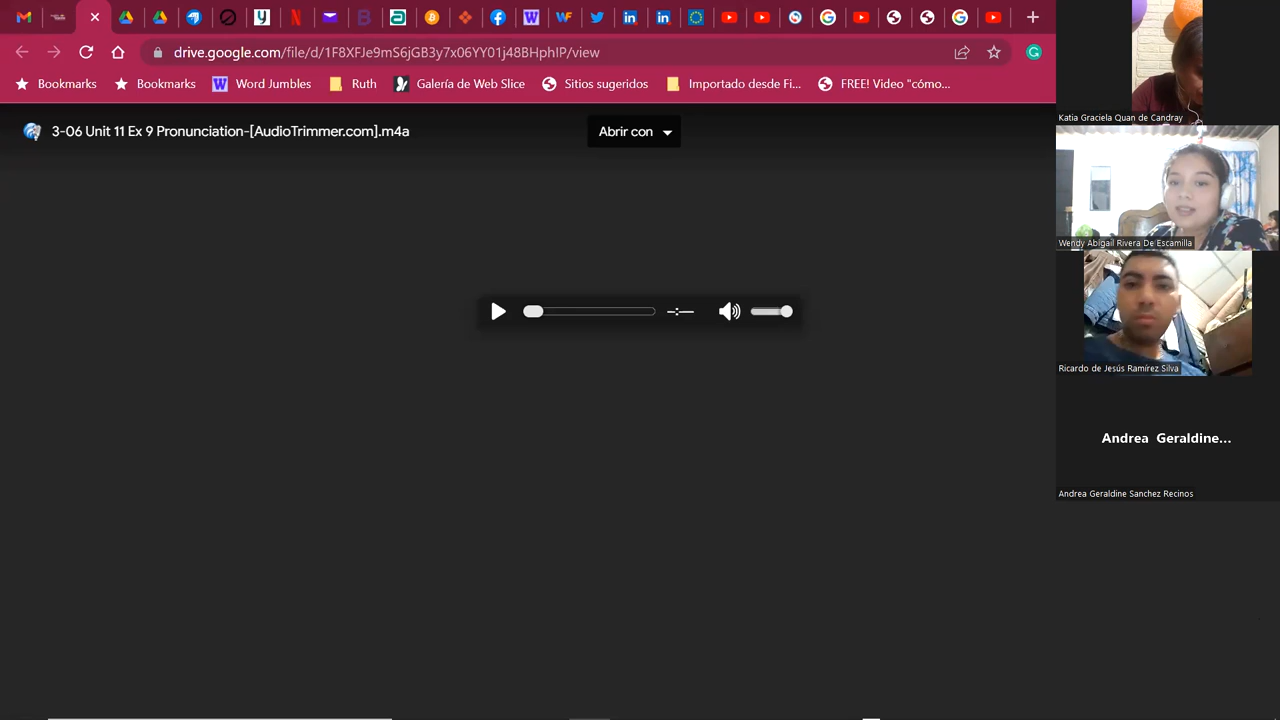 drive.google.com/file/d/1F8XFJe9mS6jGB3v7x06YY01j48BHphlP/view
Bookmarks
Bookmarks
Word Jumbles
Ruth
Galería de Web Slice
Sitios sugeridos
Importado desde Fi...
FREE! Video "cómo...
3-06 Unit 11 Ex 9 Pronunciation-[AudioTrimmer.com].m4a
Abrir con
-:--
Katia Graciela Quan de Candray
Wendy Abigail Rivera De Escamilla
Ricardo de Jesús Ramírez Silva
Andrea Geraldine...
Andrea Geraldine Sanchez Recinos